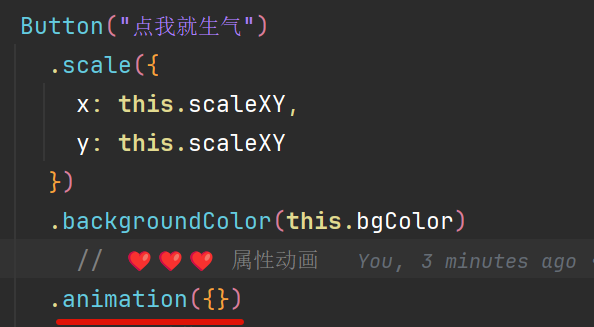 Button("点我就生气")
.scale({
x: this.scaleXY,
y: this.scaleXY
})
.backgroundColor(this.bgColor)
// ❤️❤️❤️ 属性动画 You, 3 minutes ago
.animation({})